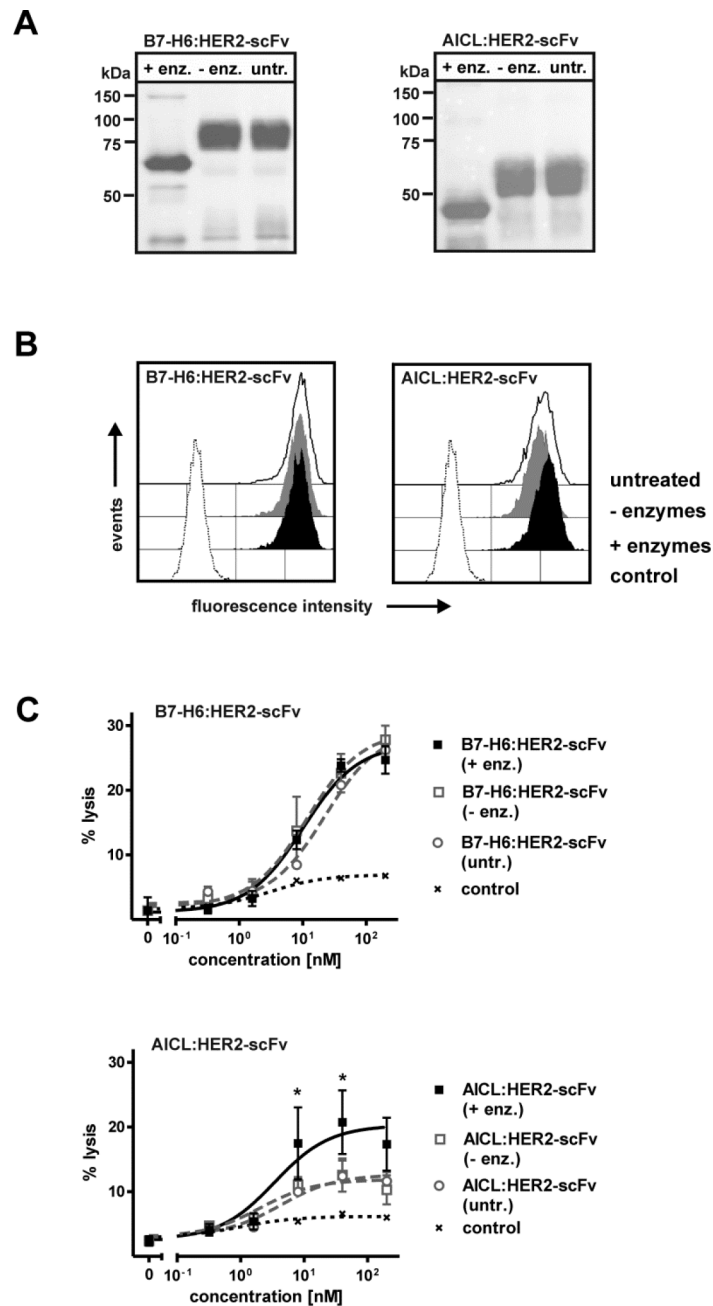 A
B7-H6:HER2-scFv
kDa + enz. - enz. untr.
150
100
75
50
AICL:HER2-scFv
kDa + enz. - enz. untr.
150
100
75
50
B
B7-H6:HER2-scFv
AICL:HER2-scFv
events
untreated
- enzymes
+ enzymes
control
fluorescence intensity
C
B7-H6:HER2-scFv
30
20
10
% lysis
0 10-1 10⁰ 10¹ 10²
concentration [nM]
B7-H6:HER2-scFv
(+ enz.)
B7-H6:HER2-scFv
(- enz.)
B7-H6:HER2-scFv
(untr.)
control
AICL:HER2-scFv
30
20
10
% lysis
* *
0 10-1 10⁰ 10¹ 10²
concentration [nM]
AICL:HER2-scFv
(+ enz.)
AICL:HER2-scFv
(- enz.)
AICL:HER2-scFv
(untr.)
control